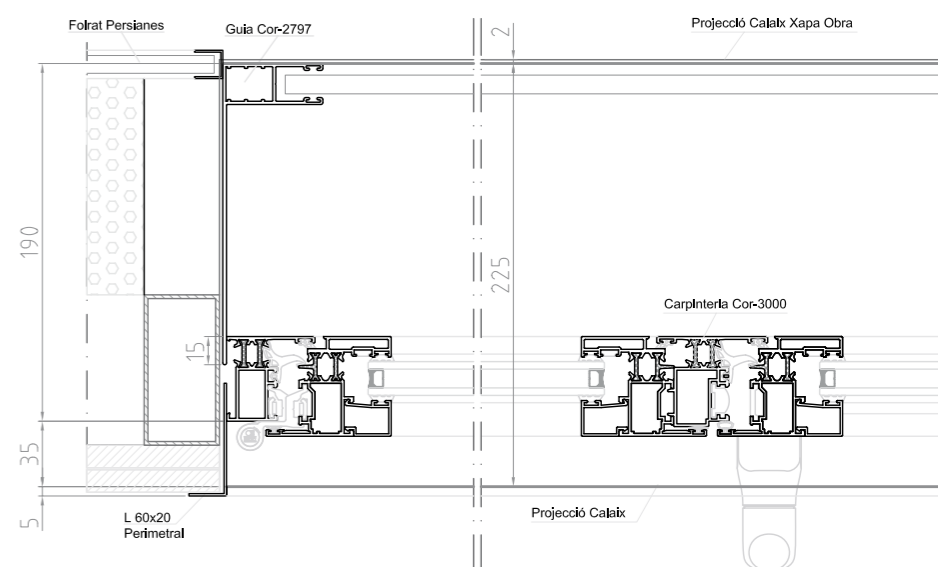 Folrat Persianes
Guia Cor-2797
2
Projecció Calaix Xapa Obra
190
225
Carpinteria Cor-3000
15
35
5
L 60x20
Perimetral
Projecció Calaix